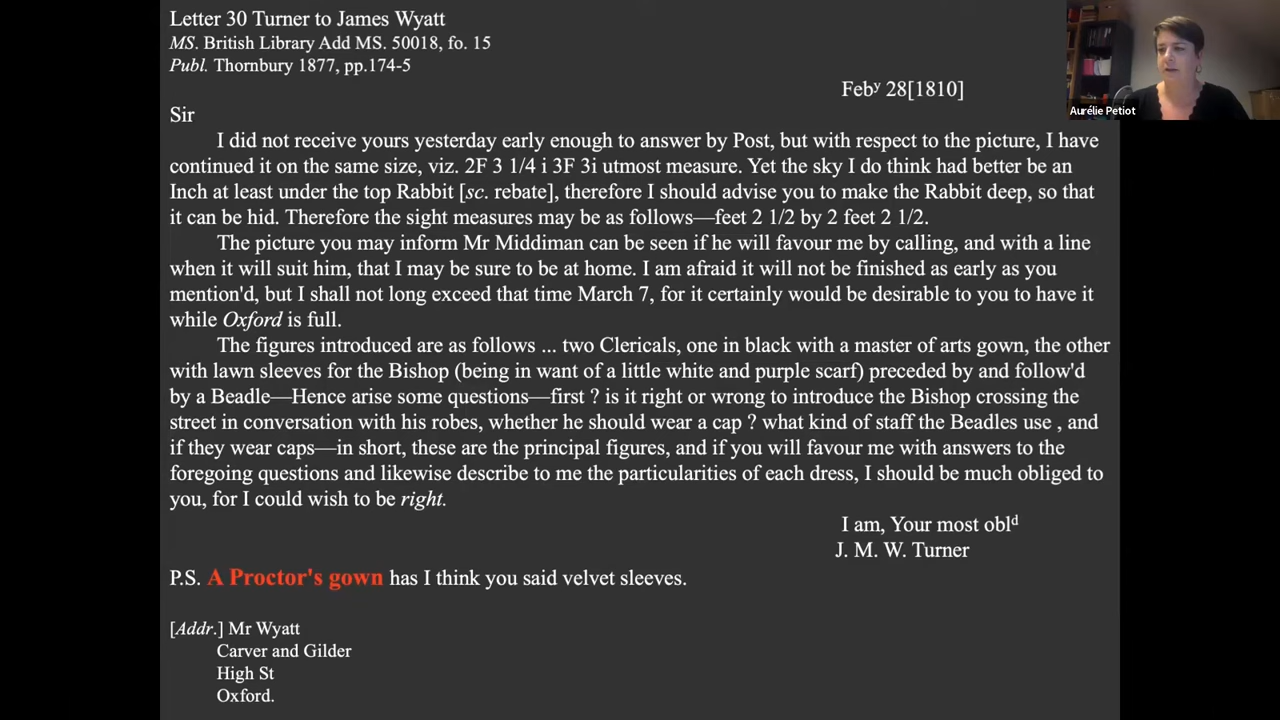 Letter 30 Turner to James Wyatt
MS. British Library Add MS. 50018, fo. 15
Publ. Thornbury 1877, pp.174-5
Febʸ 28[1810]
Sir
I did not receive yours yesterday early enough to answer by Post, but with respect to the picture, I have
continued it on the same size, viz. 2F 3 1/4 i 3F 3i utmost measure. Yet the sky I do think had better be an
Inch at least under the top Rabbit [sc. rebate], therefore I should advise you to make the Rabbit deep, so that
it can be hid. Therefore the sight measures may be as follows—feet 2 1/2 by 2 feet 2 1/2.
The picture you may inform Mr Middiman can be seen if he will favour me by calling, and with a line
when it will suit him, that I may be sure to be at home. I am afraid it will not be finished as early as you
mention'd, but I shall not long exceed that time March 7, for it certainly would be desirable to you to have it
while Oxford is full.
The figures introduced are as follows ... two Clericals, one in black with a master of arts gown, the other
with lawn sleeves for the Bishop (being in want of a little white and purple scarf) preceded by and follow'd
by a Beadle—Hence arise some questions—first ? is it right or wrong to introduce the Bishop crossing the
street in conversation with his robes, whether he should wear a cap ? what kind of staff the Beadles use , and
if they wear caps—in short, these are the principal figures, and if you will favour me with answers to the
foregoing questions and likewise describe to me the particularities of each dress, I should be much obliged to
you, for I could wish to be right.
I am, Your most oblᵈ
J. M. W. Turner
P.S. A Proctor's gown has I think you said velvet sleeves.
[Addr.] Mr Wyatt
Carver and Gilder
High St
Oxford.
Aurélie Petiot